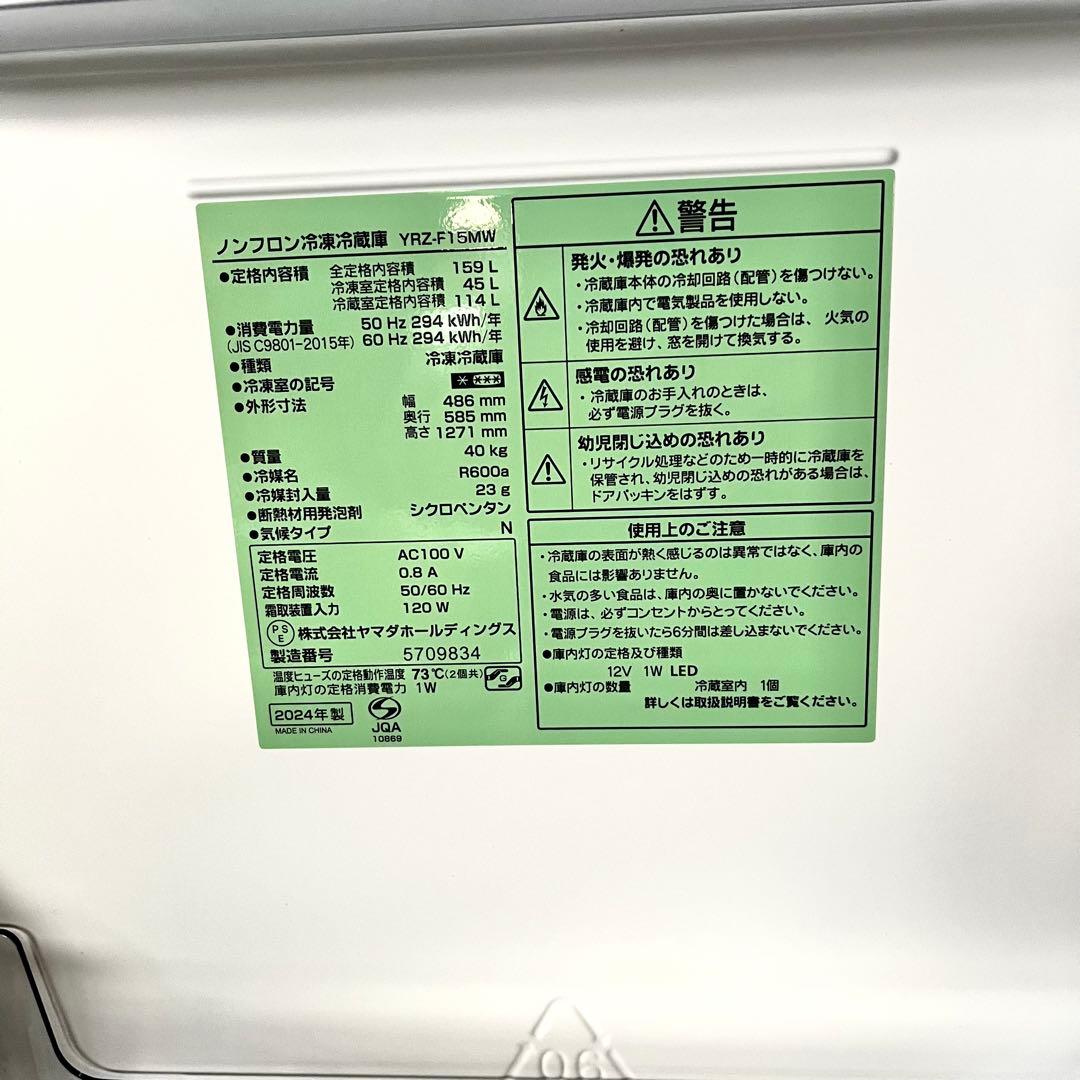 ノンフロン冷凍冷蔵庫 YRZ-F15MW
●定格内容積 全定格内容積 159 L
冷凍室定格内容積 45 L
冷蔵室定格内容積 114 L
●消費電力量 50 Hz 294 kWh/年
(JIS C9801-2015年) 60 Hz 294 kWh/年
●種類 冷凍冷蔵庫
●冷凍室の記号
●外形寸法 幅 486 mm
奥行 585 mm
高さ 1271 mm
●質量 40 kg
●冷媒名 R600a
●冷媒封入量 23 g
●断熱材用発泡剤 シクロペンタン
●気候タイプ N
定格電圧 AC100 V
定格電流 0.8 A
定格周波数 50/60 Hz
霜取装置入力 120 W
PSE 株式会社ヤマダホールディングス
製造番号 5709834
温度ヒューズの定格動作温度 73℃(2個共)
庫内灯の定格消費電力 1W
G
2024年製
MADE IN CHINA
JQA
10869
警告
発火・爆発の恐れあり
・冷蔵庫本体の冷却回路(配管)を傷つけない。
・冷蔵庫内で電気製品を使用しない。
・冷却回路(配管)を傷つけた場合は、火気の
使用を避け、窓を開けて換気する。
感電の恐れあり
・冷蔵庫のお手入れのときは、
必ず電源プラグを抜く。
幼児閉じ込めの恐れあり
・リサイクル処理などのため一時的に冷蔵庫を
保管され、幼児閉じ込めの恐れがある場合は、
ドアパッキンをはずす。
使用上のご注意
・冷蔵庫の表面が熱く感じるのは異常ではなく、庫内の
食品には影響ありません。
・水気の多い食品は、庫内の奥に置かないでください。
・電源は、必ずコンセントからとってください。
・電源プラグを抜いたら6分間は差し込まないでください。
●庫内灯の定格及び種類
12V 1W LED
●庫内灯の数量 冷蔵室内 1個
詳しくは取扱説明書をご覧ください。